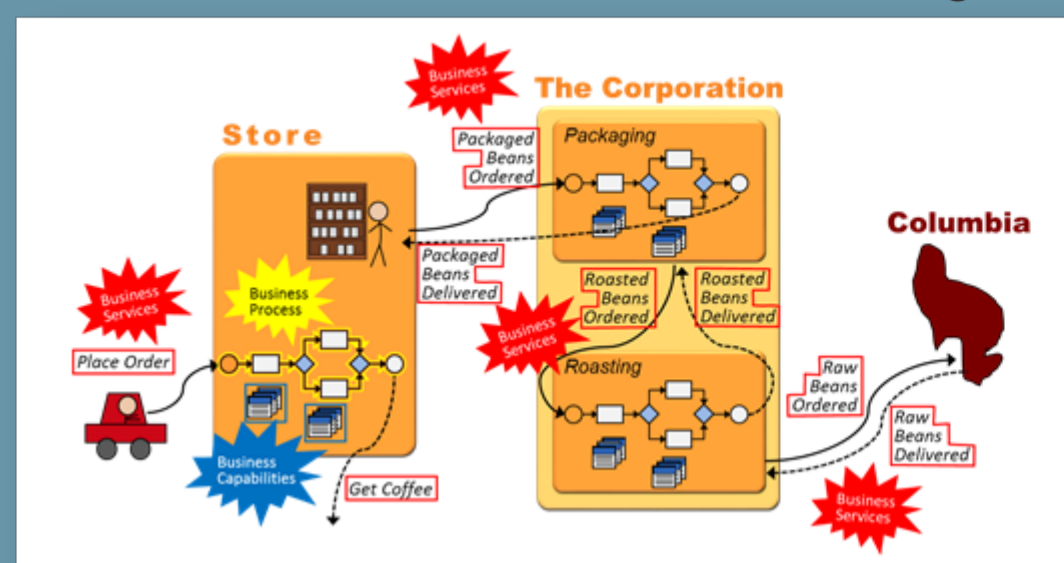 Business
Services
The Corporation
Store
Packaged
Beans
Ordered
Packaging
Columbia
Packaged
Beans
Delivered
Roasted
Beans
Ordered
Roasted
Beans
Delivered
Business
Services
Business
Process
Business
Services
Place Order
Roasting
Raw
Beans
Ordered
Raw
Beans
Delivered
Business
Capabilities
Get Coffee
Business
Services